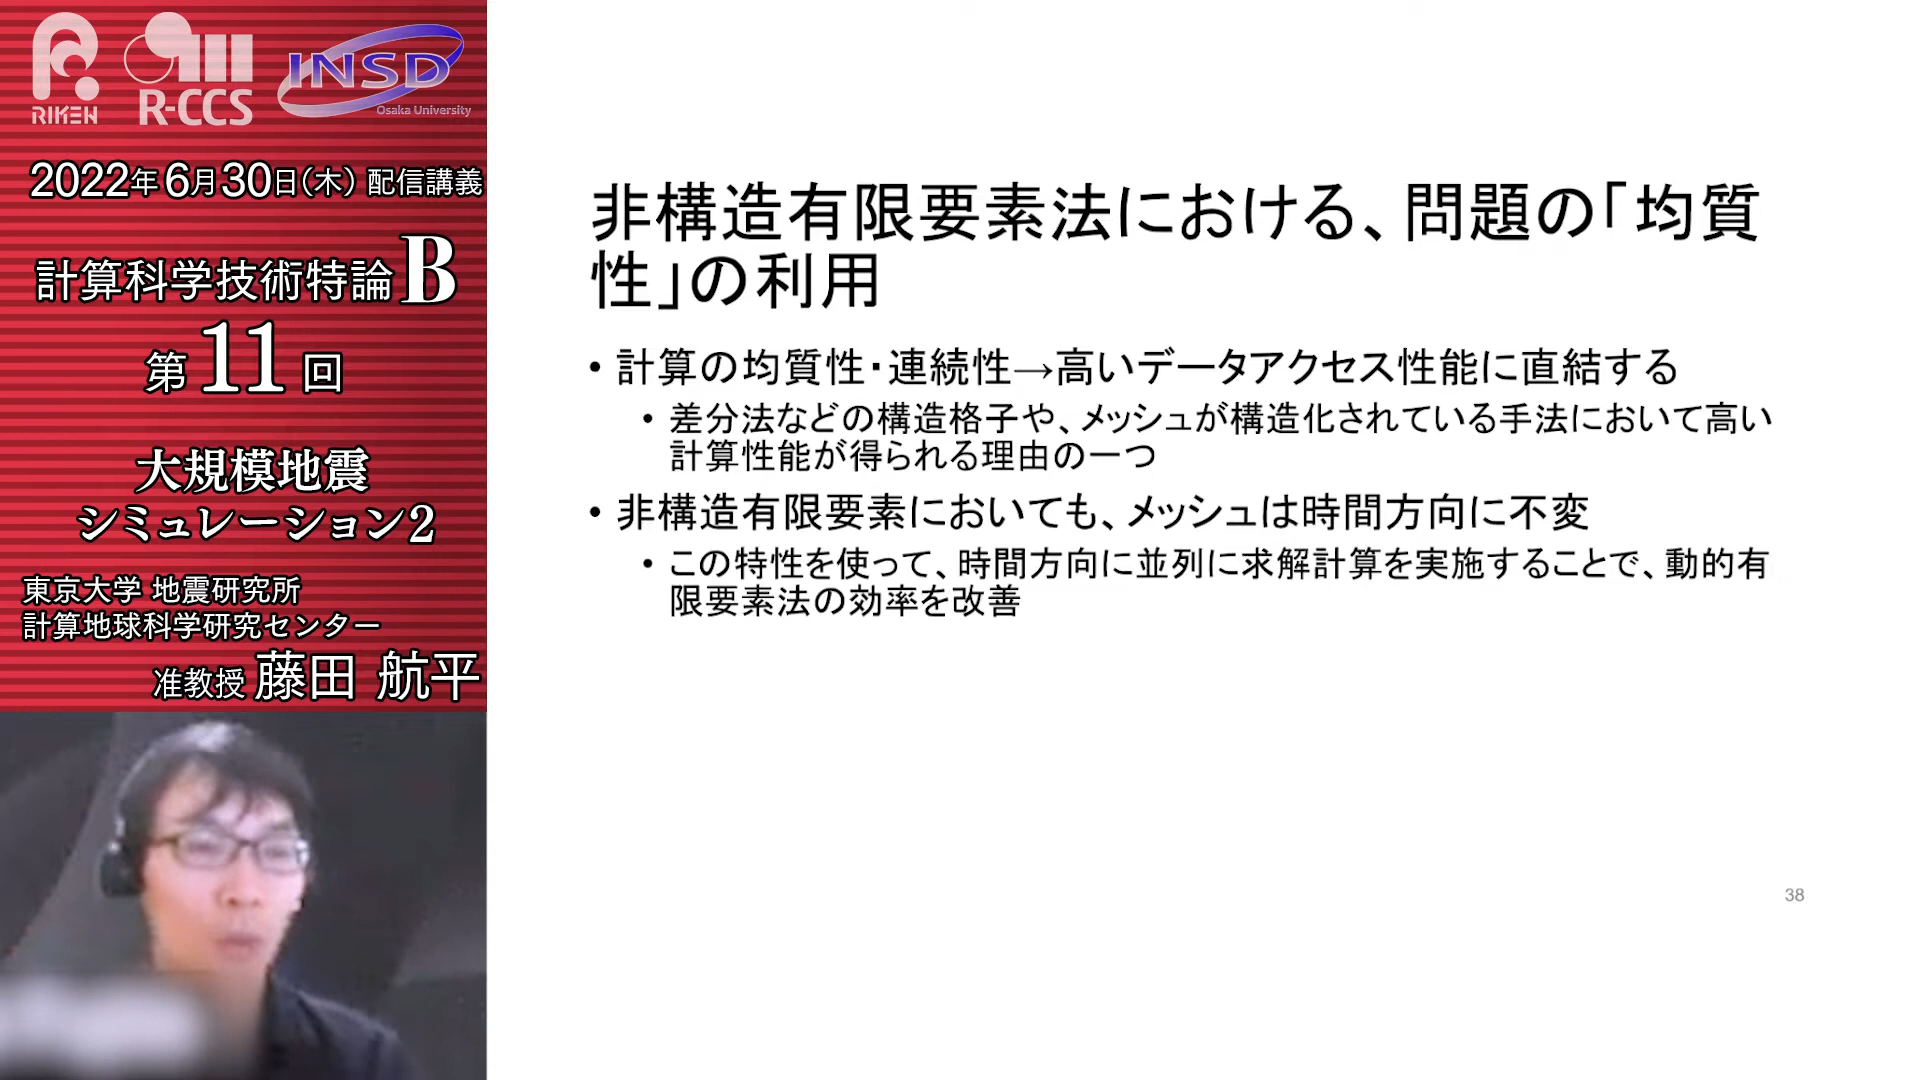 RIKEN
R-CCS
INSD
Osaka University
2022年6月30日(木) 配信講義
計算科学技術特論B
第11回
大規模地震
シミュレーション2
東京大学 地震研究所
計算地球科学研究センター
准教授 藤田 航平
非構造有限要素法における、問題の「均質
性」の利用
• 計算の均質性・連続性→高いデータアクセス性能に直結する
• 差分法などの構造格子や、メッシュが構造化されている手法において高い
計算性能が得られる理由の一つ
• 非構造有限要素においても、メッシュは時間方向に不変
• この特性を使って、時間方向に並列に求解計算を実施することで、動的有
限要素法の効率を改善
38